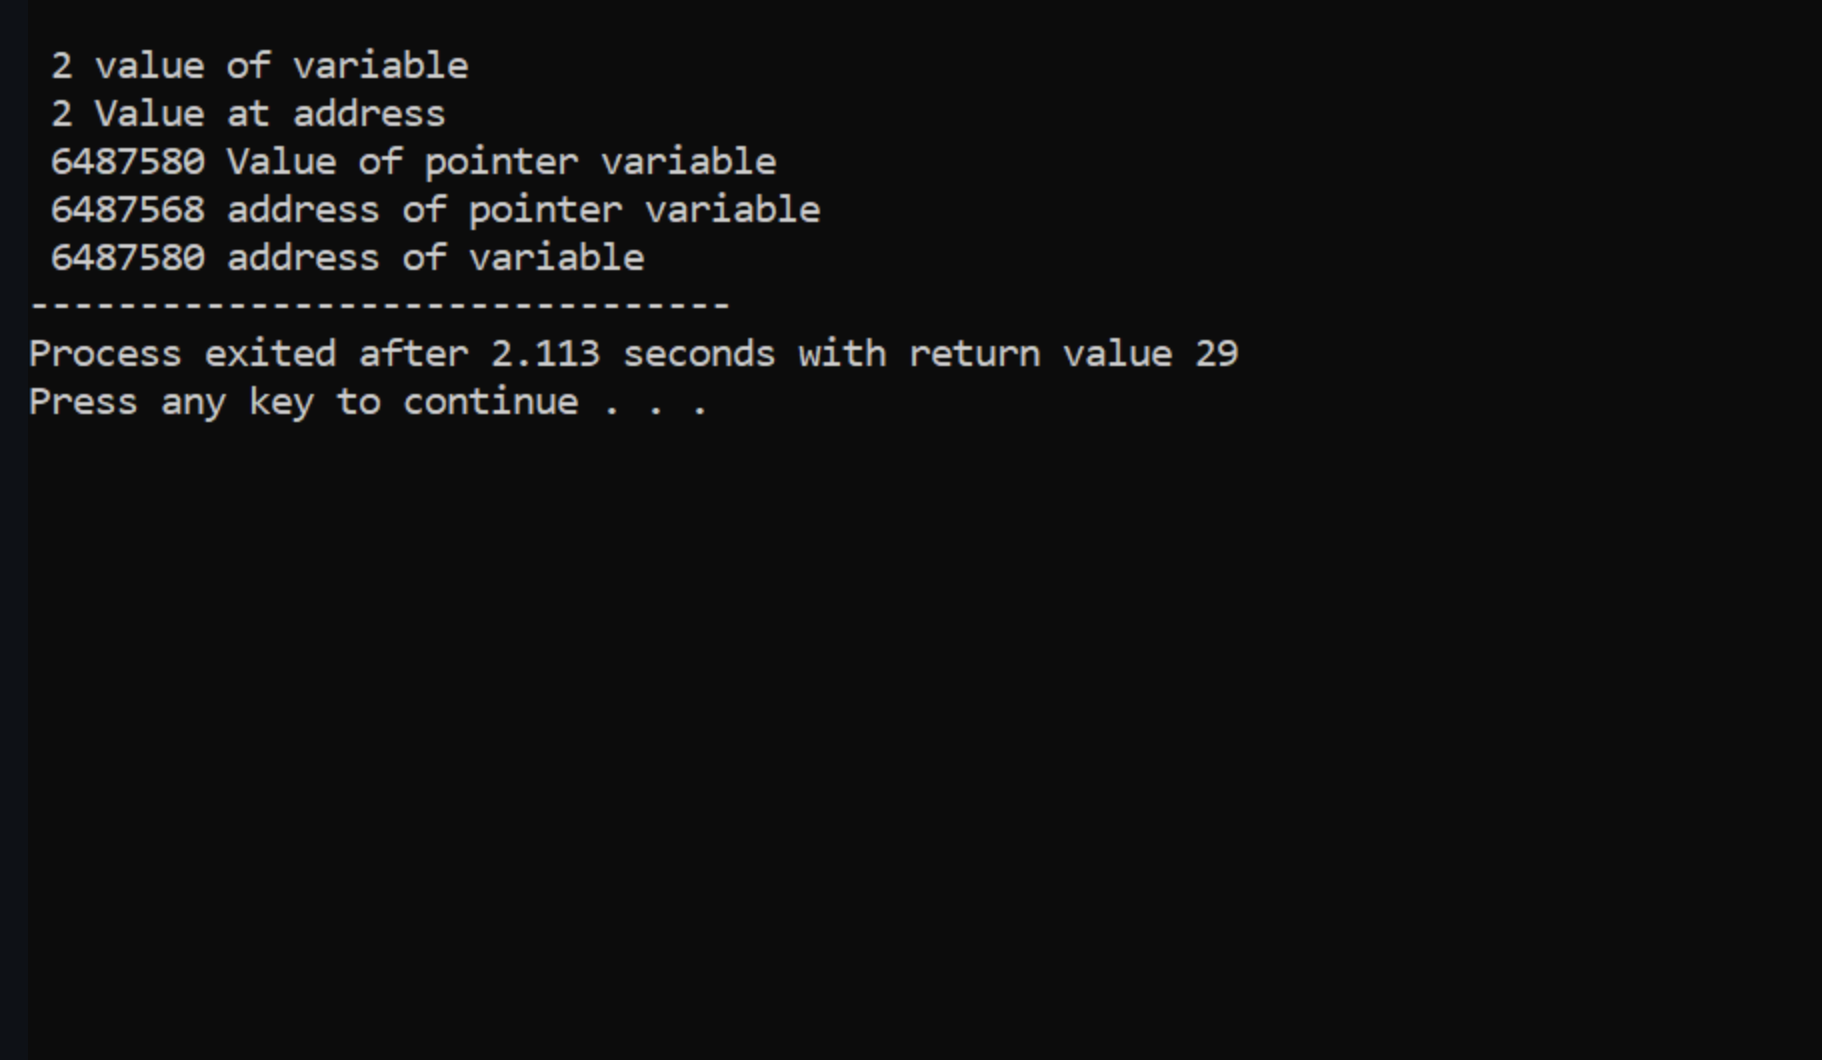 2 value of variable
2 Value at address
6487580 Value of pointer variable
6487568 address of pointer variable
6487580 address of variable
--------------------------------
Process exited after 2.113 seconds with return value 29
Press any key to continue . . .